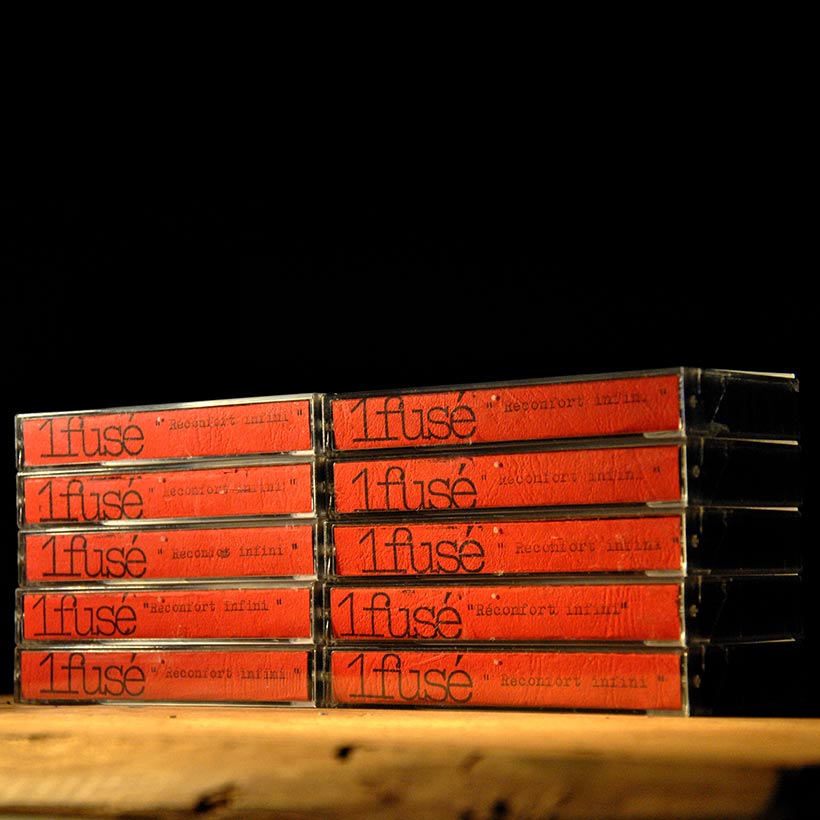 1fusé " Réconfort infini "
1fusé " Réconfort infini "
1fusé " Réconfort infini "
1fusé " Réconfort infini "
1fusé " Réconfort infini "
1fusé " Réconfort infini "
1fusé "Réconfort infini "
1fusé "Réconfort infini"
1fusé " Réconfort infini "
1fusé " Réconfort infini "